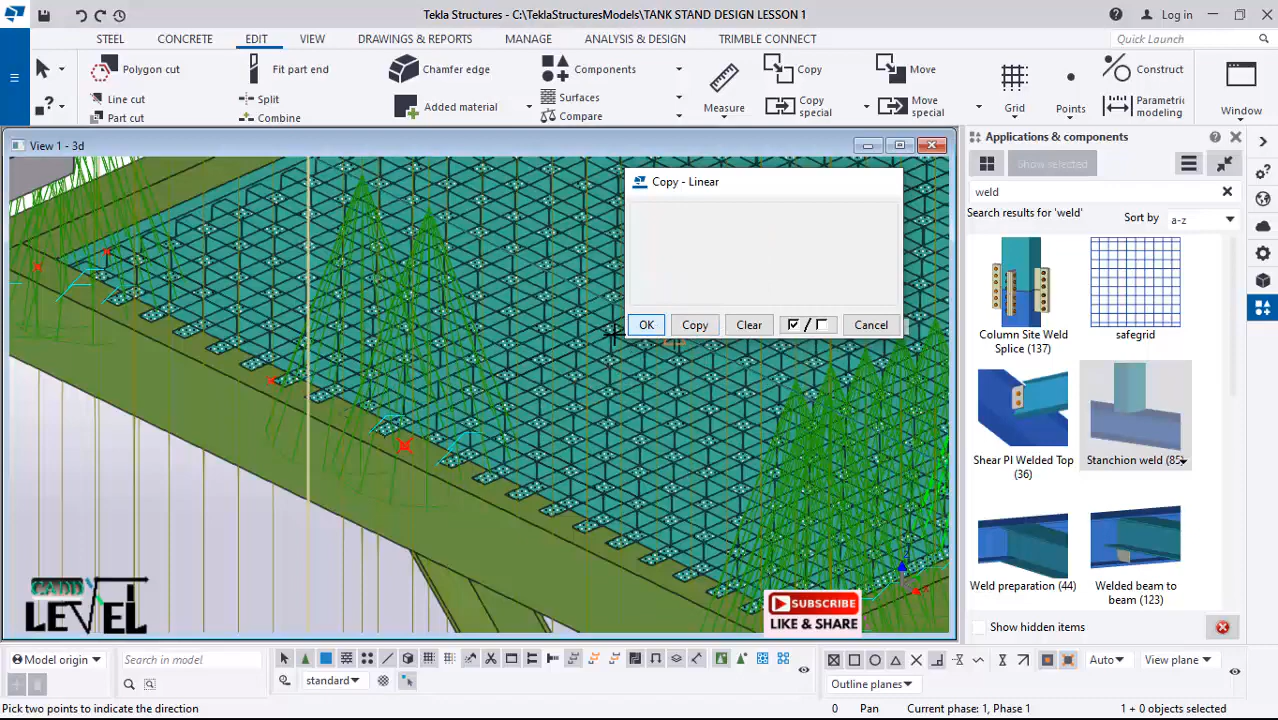 Tekla Structures - C:\TeklaStructuresModels\TANK STAND DESIGN LESSON 1
Log in
STEEL
CONCRETE
EDIT
VIEW
DRAWINGS & REPORTS
MANAGE
ANALYSIS & DESIGN
TRIMBLE CONNECT
Quick Launch
Polygon cut
Line cut
Part cut
Fit part end
Split
Combine
Chamfer edge
Added material
Components
Surfaces
Compare
Measure
Copy
Copy special
Move
Move special
Grid
Points
Construct
Parametric modeling
Window
View 1 - 3d
Copy - Linear
OK
Copy
Clear
/
Cancel
Applications & components
Show selected
weld
Search results for 'weld'
Sort by
a-z
Column Site Weld Splice (137)
safegrid
Shear Pl Welded Top (36)
Stanchion weld (85)
Weld preparation (44)
Welded beam to beam (123)
Show hidden items
CADD
LEVEL
SUBSCRIBE
LIKE & SHARE
Model origin
Search in model
standard
Auto
View plane
Outline planes
Pick two points to indicate the direction
0
Pan
Current phase: 1, Phase 1
1 + 0 objects selected